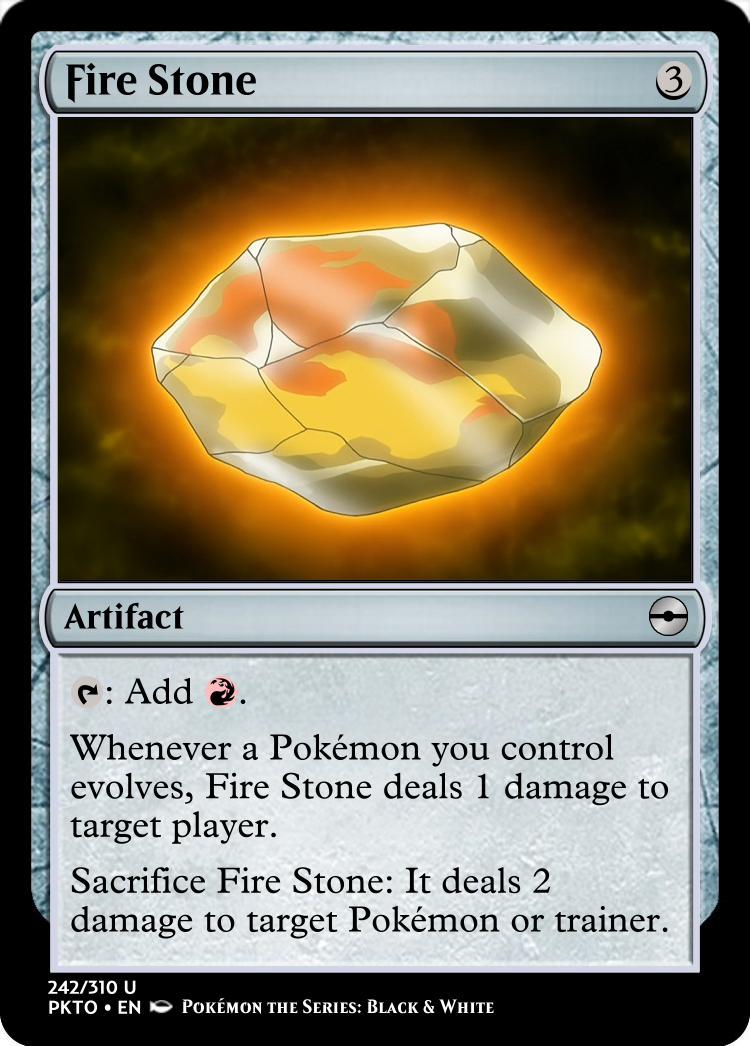 Fire Stone 3
Artifact
: Add .
Whenever a Pokémon you control
evolves, Fire Stone deals 1 damage to
target player.
Sacrifice Fire Stone: It deals 2
damage to target Pokémon or trainer.
242/310 U
PKTO • EN Pokémon the Series: Black & White